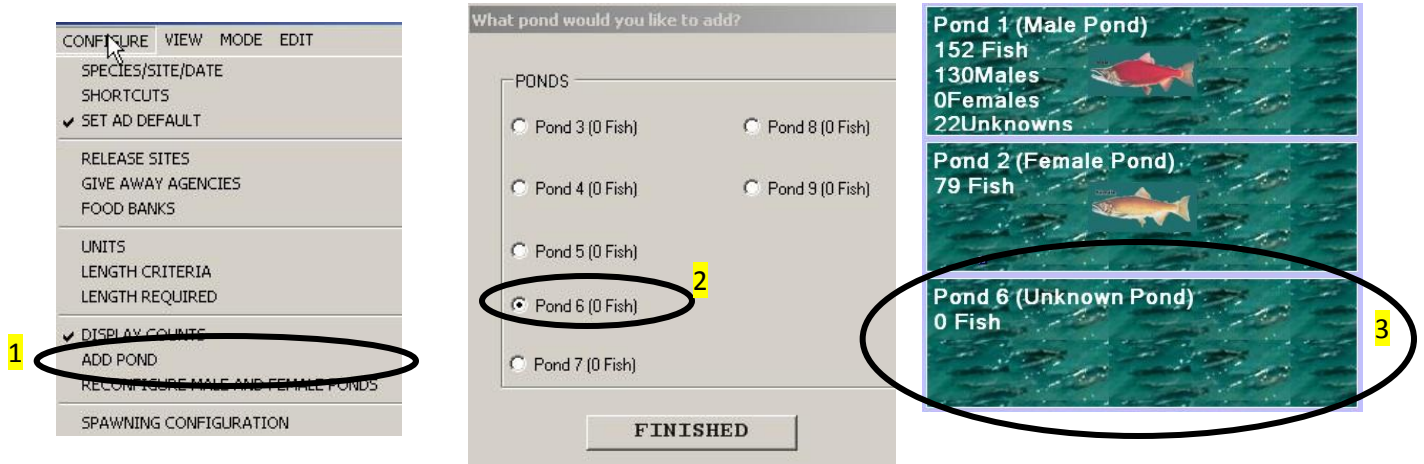 CONFIGURE VIEW MODE EDIT
SPECIES/SITE/DATE
SHORTCUTS
SET AD DEFAULT
RELEASE SITES
GIVE AWAY AGENCIES
FOOD BANKS
UNITS
LENGTH CRITERIA
LENGTH REQUIRED
DISPLAY COUNTS
1
ADD POND
RECONFIGURE MALE AND FEMALE PONDS
SPAWNING CONFIGURATION
What pond would you like to add?
PONDS
Pond 3 (0 Fish) Pond 8 (0 Fish)
Pond 4 (0 Fish) Pond 9 (0 Fish)
Pond 5 (0 Fish)
2
Pond 6 (0 Fish)
Pond 7 (0 Fish)
FINISHED
Pond 1 (Male Pond)
152 Fish
130Males
0Females
22Unknowns
Pond 2 (Female Pond)
79 Fish
Pond 6 (Unknown Pond)
0 Fish
3